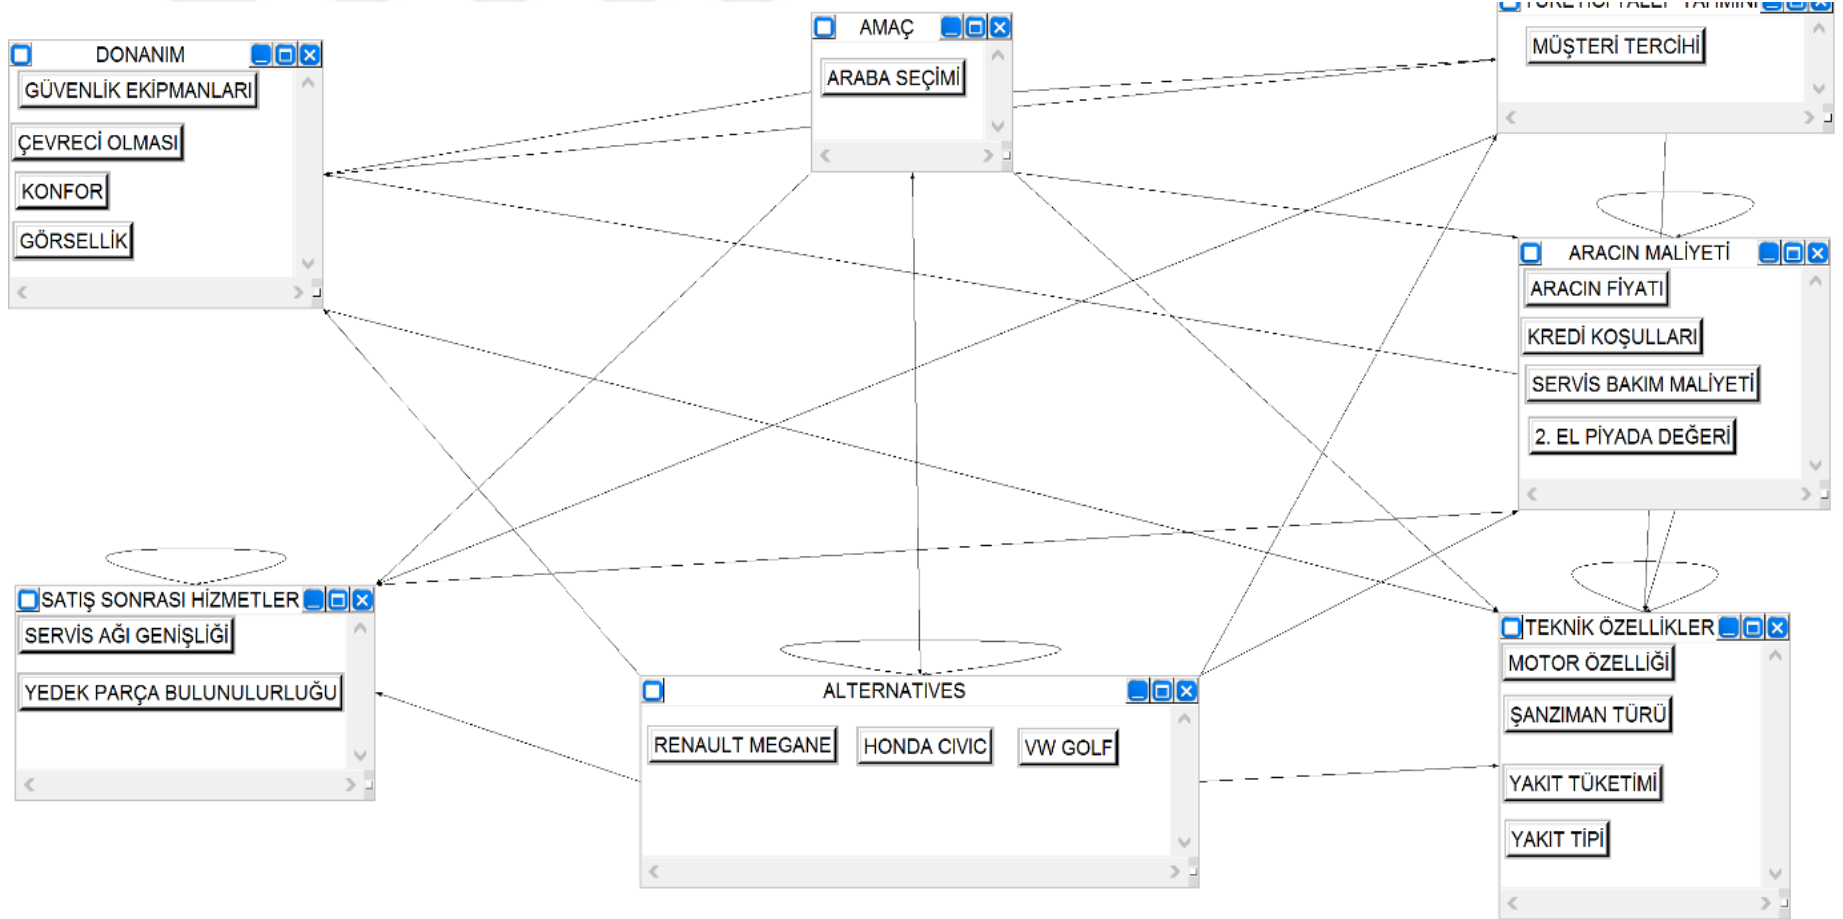 DONANIM
GÜVENLİK EKİPMANLARI
ÇEVRECİ OLMASI
KONFOR
GÖRSELLİK
AMAÇ
ARABA SEÇİMİ
MÜŞTERİ TERCİHİ
ARACIN MALİYETİ
ARACIN FİYATI
KREDİ KOŞULLARI
SERVİS BAKIM MALİYETİ
2. EL PİYADA DEĞERİ
SATIŞ SONRASI HİZMETLER
SERVİS AĞI GENİŞLİĞİ
YEDEK PARÇA BULUNULURLUĞU
ALTERNATIVES
RENAULT MEGANE
HONDA CIVIC
VW GOLF
TEKNİK ÖZELLİKLER
MOTOR ÖZELLİĞİ
ŞANZIMAN TÜRÜ
YAKIT TÜKETİMİ
YAKIT TİPİ